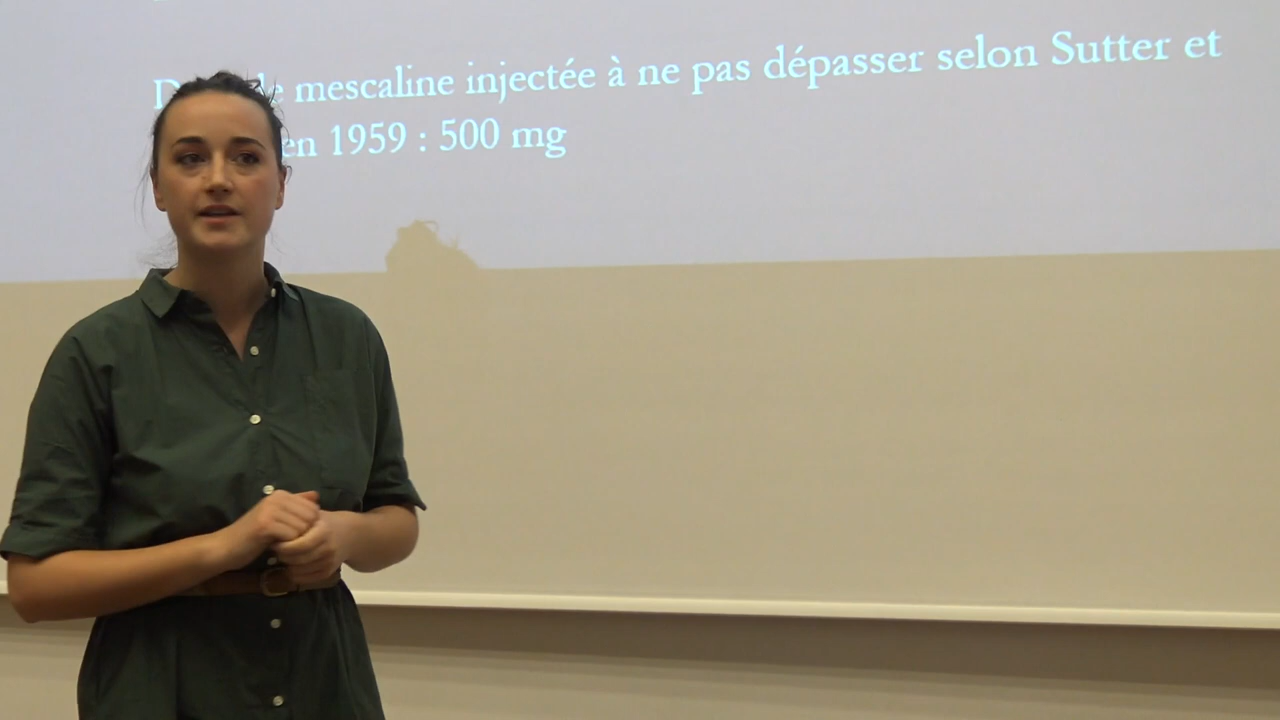 mescaline injectée à ne pas dépasser selon Sutter et
en 1959 : 500 mg